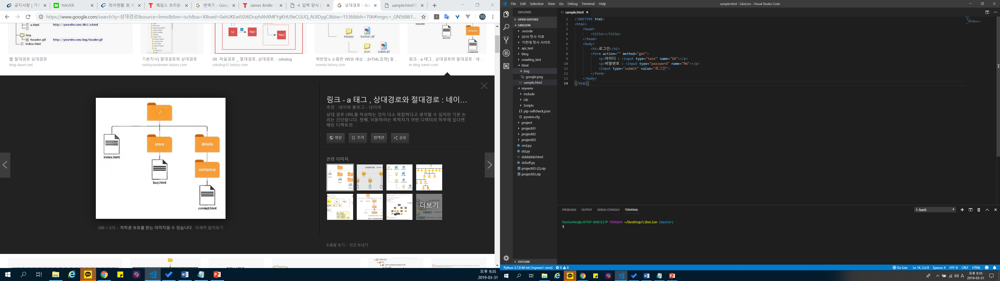 공지사항 | 가천
NAVER
좌석현황 및 예
제임스 브리들:
번역기 - Goog
James Bridle: T
4. 입력 양식 |
상대경로 - Goo
sample.html?0
https://www.google.com/search?q=상대경로&source=lnms&tbm=isch&sa=X&ved=0ahUKEwiS0J6DrazhAhXMFYgKHU9eCGUQ_AUIDygC&biw=1536&bih=706#imgrc=_GN56B61...
TO
a.html
http://yoursite.com/dir1/a.html
img
header.gif
http://yoursite.com/img/header.gif
index.html
나
file1
file2
images
banner.gif
icon
bullet.gif
index.html
buy.html
contactus
contact.html
웹 절대경로 상대경로
blog.daum.net
기본지식] 절대경로와 상대경로
runtoyourdream.tistory.com
08. 파일경로 _ 절대경로, 상대경로 :: ododog
ododog12.tistory.com
최반장's 소중한 WEB 세상 :: [HTML강좌] 절...
soweb.tistory.com
링크 - a 태그 , 상대경로와 절대경로 : 네...
m.blog.naver.com
index.html
store
buy.html
details
contactus
contact.html
398 × 372 - 저작권 보호를 받는 이미지일 수 있습니다. 자세히 알아보기
링크 - a 태그 , 상대경로와 절대경로 : 네이...
추천 : 네이버 블로그 - 네이버
상대 경로 URL을 작성하는 것이 다소 복잡하다고 생각할 수 있지만 기본 논
리는 간단합니다. 첫째, 이동하려는 목적지가 어떤 디렉터리 하부에 있다면
해당 디렉토리 ...
방문
추가
컬렉션
공유
관련 이미지
더보기
도움말 보기 - 의견 보내기
오후 9:35
2019-03-31
File Edit Selection View Go Debug Terminal Help
sample.html - LikeLion - Visual Studio Code
EXPLORER
OPEN EDITORS
LIKELION
.vscode
2019 멋사 자료
가천대 멋사 사이트
api_test
blog
crawling_test
html
img
google.png
sample.html
myvenv
Include
Lib
Scripts
pip-selfcheck.json
pyvenv.cfg
project
project01
project02
project03
crol.py
dd.py
ddddddd.html
dsfsdf.py
project03 (2).zip
project03.zip
OUTLINE
sample.html
1 <!DOCTYPE html>
2 <html>
3 <head>
4 <title></title>
5 </head>
6 <body>
7 <h1>로그인</h1>
8 <form action="" method="get">
9 <p>아이디 : <input type="text" name="ID"></p>
10 <p>비밀번호 : <input type="password" name="PW"></p>
11 <input type="submit" value="로그인">
12 </form>
13 </body>
14 </html>
PROBLEMS OUTPUT DEBUG CONSOLE TERMINAL
1: bash
MunSeoHee@LAPTOP-BH83117P MINGW64 ~/Desktop/LikeLion (master)
$
Python 3.7.0 64-bit ('myvenv': venv) 0 0
Go Live Ln 14, Col 8 Spaces: 4 UTF-8 CRLF HTML
A
오후 9:35
2019-03-31